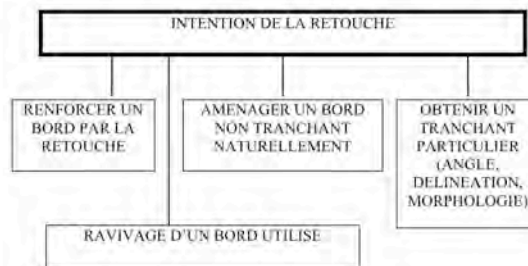 INTENTION DE LA RETOUCHE
RENFORCER UN
BORD PAR LA
RETOUCHE
AMENAGER UN BORD
NON TRANCHANT
NATURELLEMENT
OBTENIR UN
TRANCHANT
PARTICULIER
(ANGLE,
DELINEATION,
MORPHOLOGIE)
RAVIVAGE D'UN BORD UTILISE